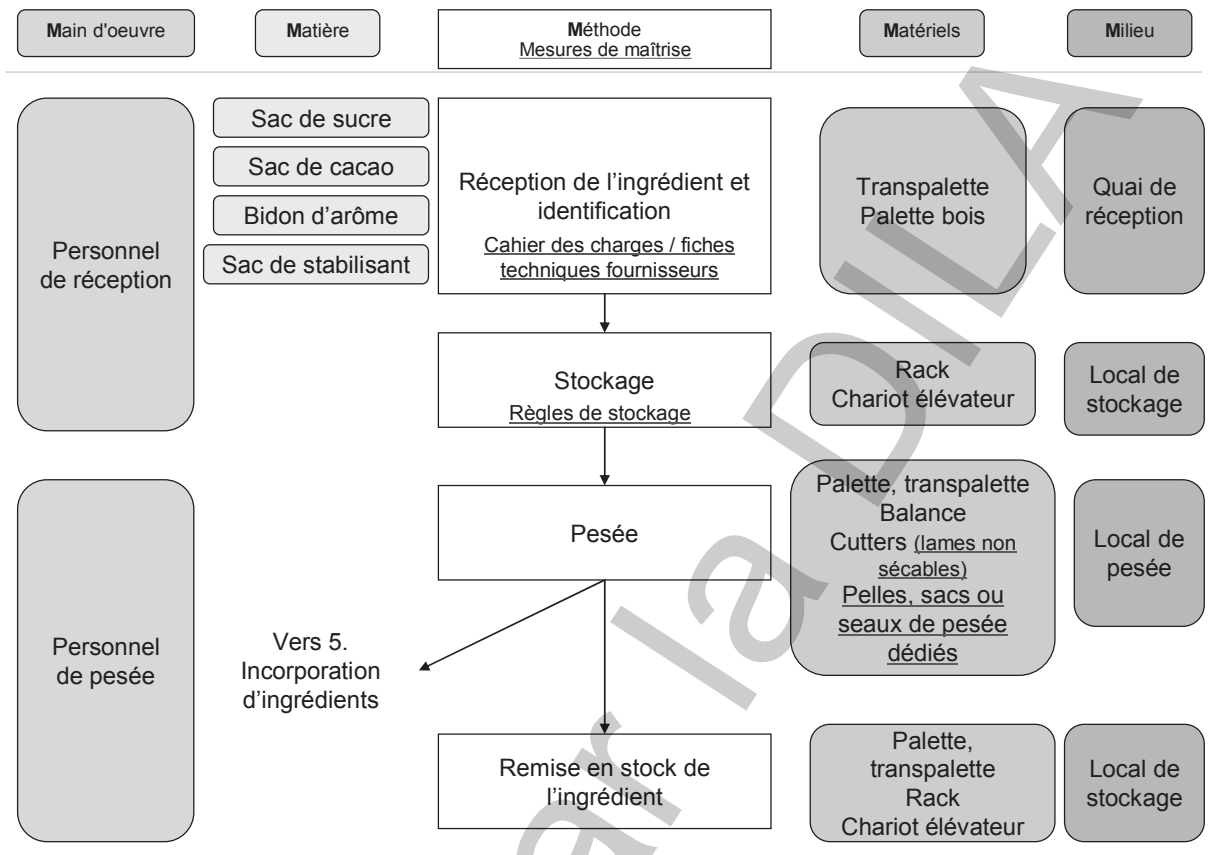 Main d'oeuvre
Matière
Méthode
Mesures de maîtrise
Matériels
Milieu
Personnel
de réception
Sac de sucre
Sac de cacao
Bidon d’arôme
Sac de stabilisant
Réception de l’ingrédient et
identification
Cahier des charges / fiches
techniques fournisseurs
Transpalette
Palette bois
Quai de
réception
Stockage
Règles de stockage
Rack
Chariot élévateur
Local de
stockage
Personnel
de pesée
Vers 5.
Incorporation
d’ingrédients
Pesée
Palette, transpalette
Balance
Cutters (lames non
sécables)
Pelles, sacs ou
seaux de pesée
dédiés
Local de
pesée
Remise en stock de
l’ingrédient
Palette,
transpalette
Rack
Chariot élévateur
Local de
stockage
ar la DILA